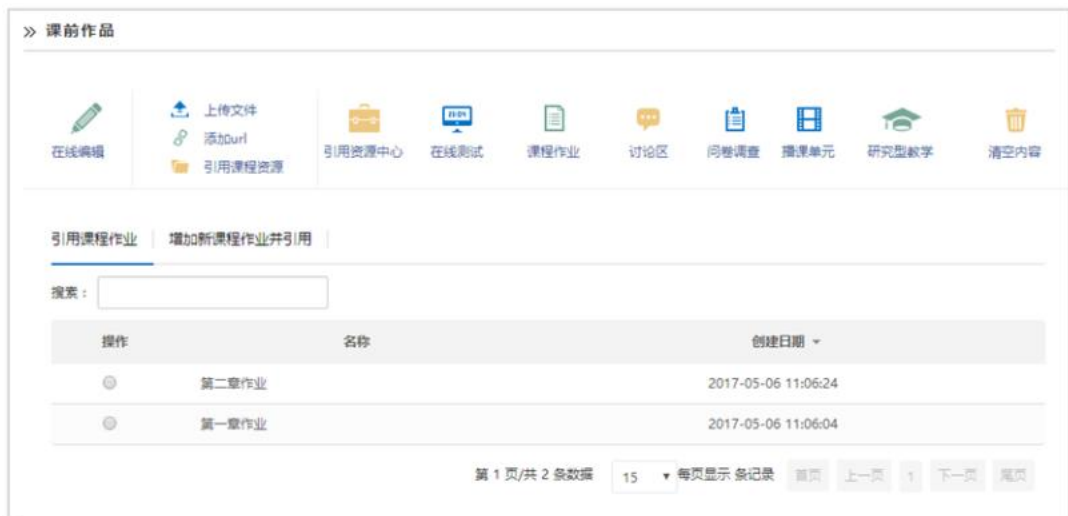 » 课前作品
上传文件
添加url
引用课程资源
在线编辑 引用资源中心 在线测试 课程作业 讨论区 问卷调查 播课单元 研究型教学 清空内容
引用课程作业 增加新课程作业并引用
搜索：
操作 名称 创建日期
第二章作业 2017-05-06 11:06:24
第一章作业 2017-05-06 11:06:04
第 1 页/共 2 条数据 15 每页显示 条记录 首页 上一页 1 下一页 尾页